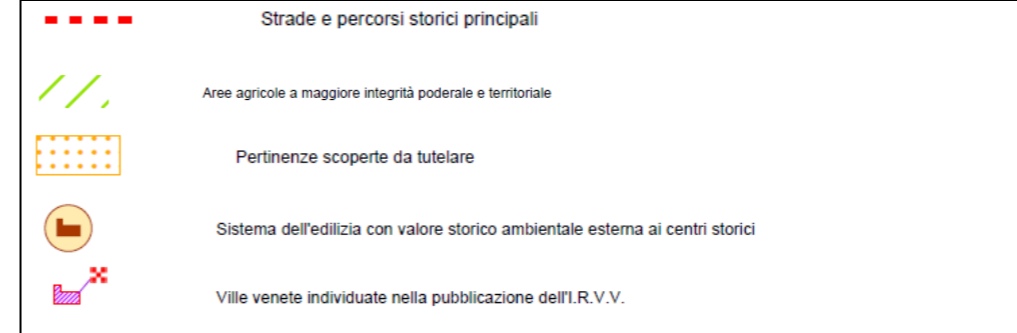 Strade e percorsi storici principali
Aree agricole a maggiore integrità poderale e territoriale
Pertinenze scoperte da tutelare
Sistema dell'edilizia con valore storico ambientale esterna ai centri storici
Ville venete individuate nella pubblicazione dell'I.R.V.V.